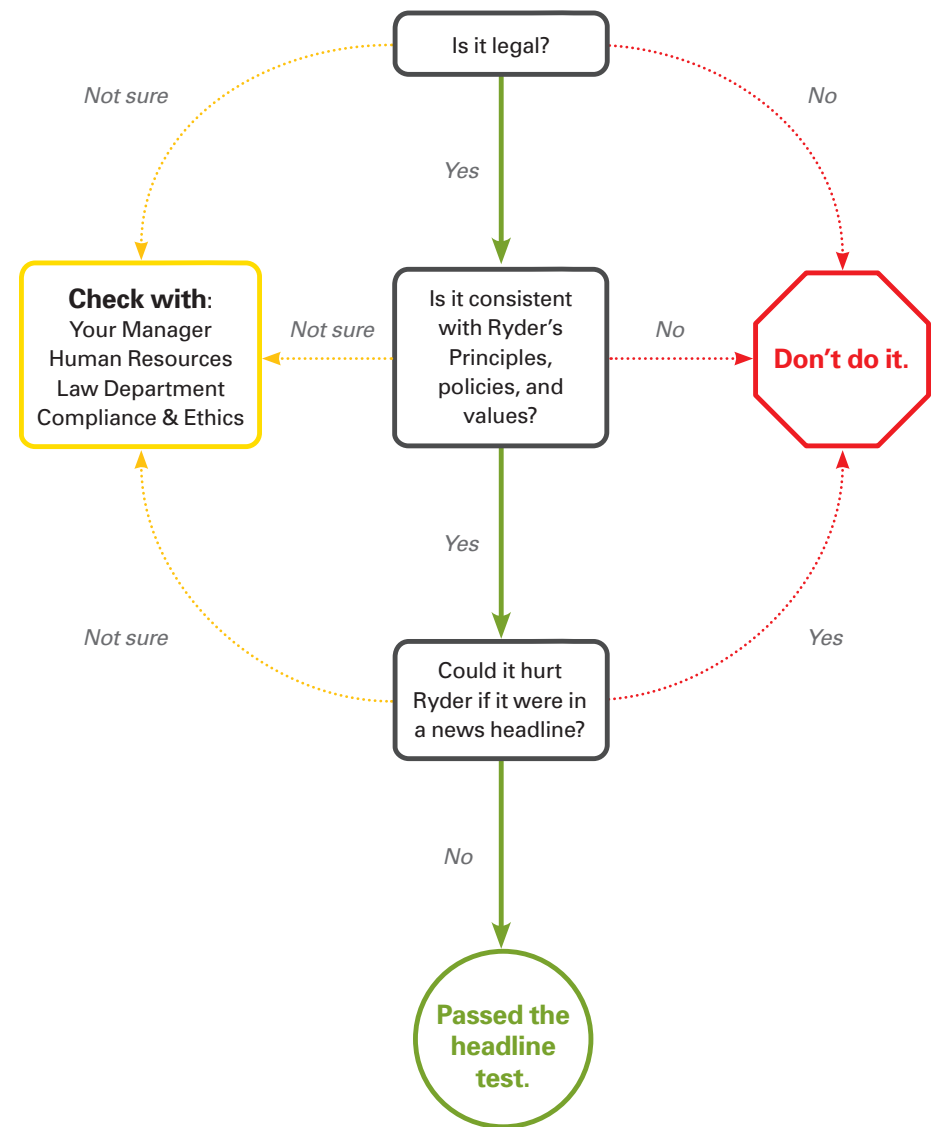 Is it legal?
Not sure
No
Yes
Check with:
Your Manager
Human Resources
Law Department
Compliance & Ethics
Not sure
Is it consistent
with Ryder’s
Principles,
policies, and
values?
No
Don’t do it.
Yes
Not sure
Yes
Could it hurt
Ryder if it were in
a news headline?
No
Passed the
headline
test.